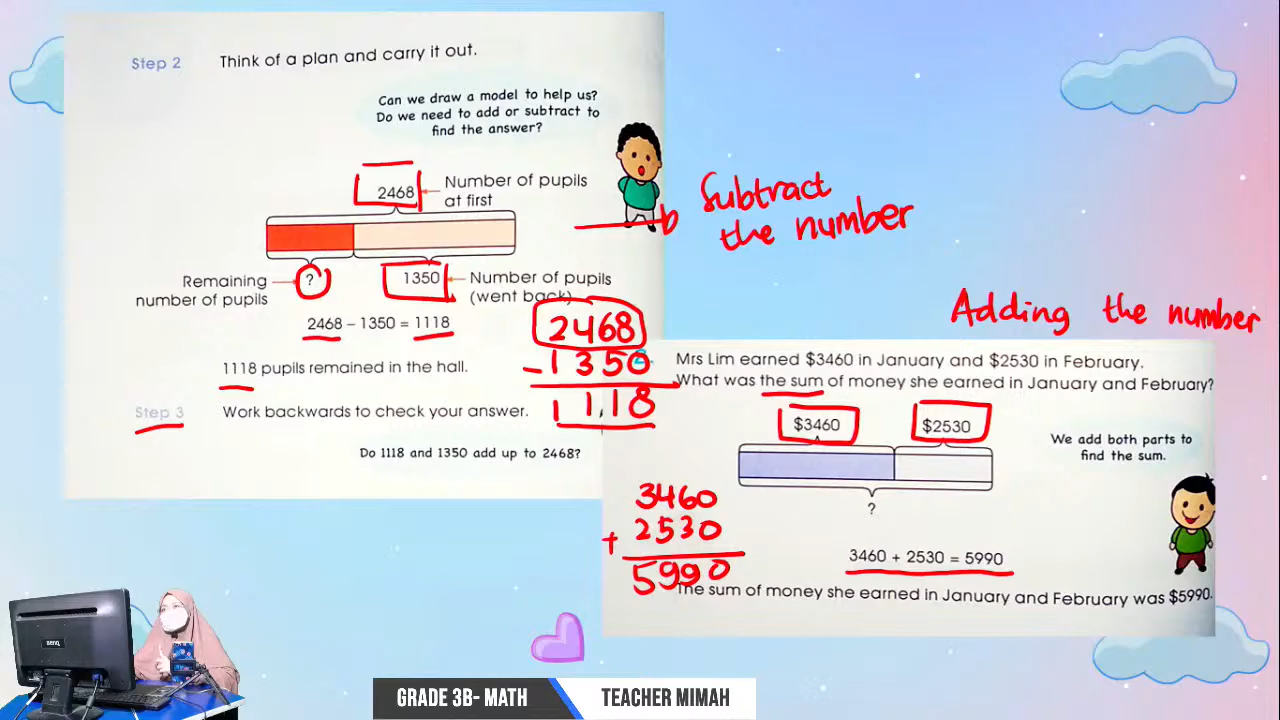 Step 2
Think of a plan and carry it out.
Can we draw a model to help us?
Do we need to add or subtract to
find the answer?
2468
Number of pupils
at first
Remaining
number of pupils
?
1350
Number of pupils
(went back)
2468 – 1350 = 1118
1118 pupils remained in the hall.
Step 3
Work backwards to check your answer.
Do 1118 and 1350 add up to 2468?
2468
- 1350
1118
Subtract
the number
Adding the number
2.
Mrs Lim earned $3460 in January and $2530 in February.
What was the sum of money she earned in January and February?
$3460
$2530
?
We add both parts to
find the sum.
3460
+ 2530
5990
3460 + 2530 = 5990
The sum of money she earned in January and February was $5990.
BenQ
GRADE 3B- MATH
TEACHER MIMAH